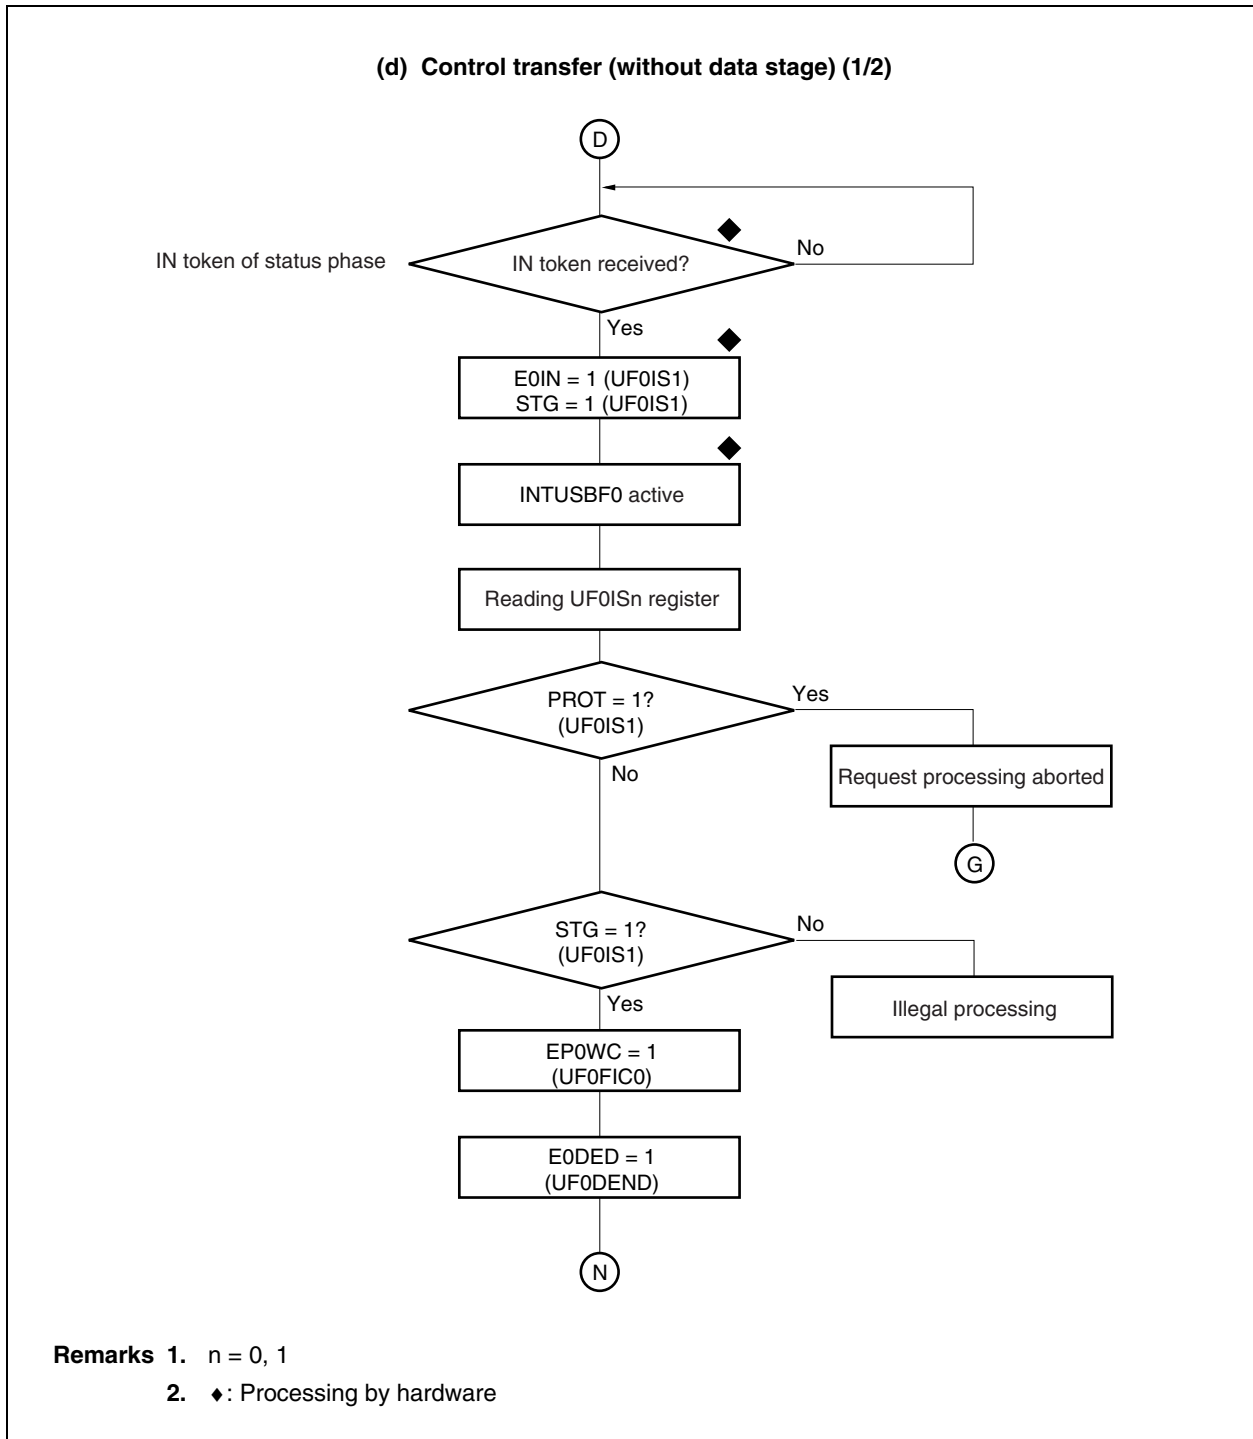 (d) Control transfer (without data stage) (1/2)
D
IN token of status phase
IN token received?
No
Yes
E0IN = 1 (UF0IS1)
STG = 1 (UF0IS1)
INTUSBF0 active
Reading UF0ISn register
PROT = 1?
(UF0IS1)
Yes
No
Request processing aborted
G
STG = 1?
(UF0IS1)
No
Yes
Illegal processing
EP0WC = 1
(UF0FIC0)
E0DED = 1
(UF0DEND)
N
Remarks 1. n = 0, 1
2. ♦: Processing by hardware